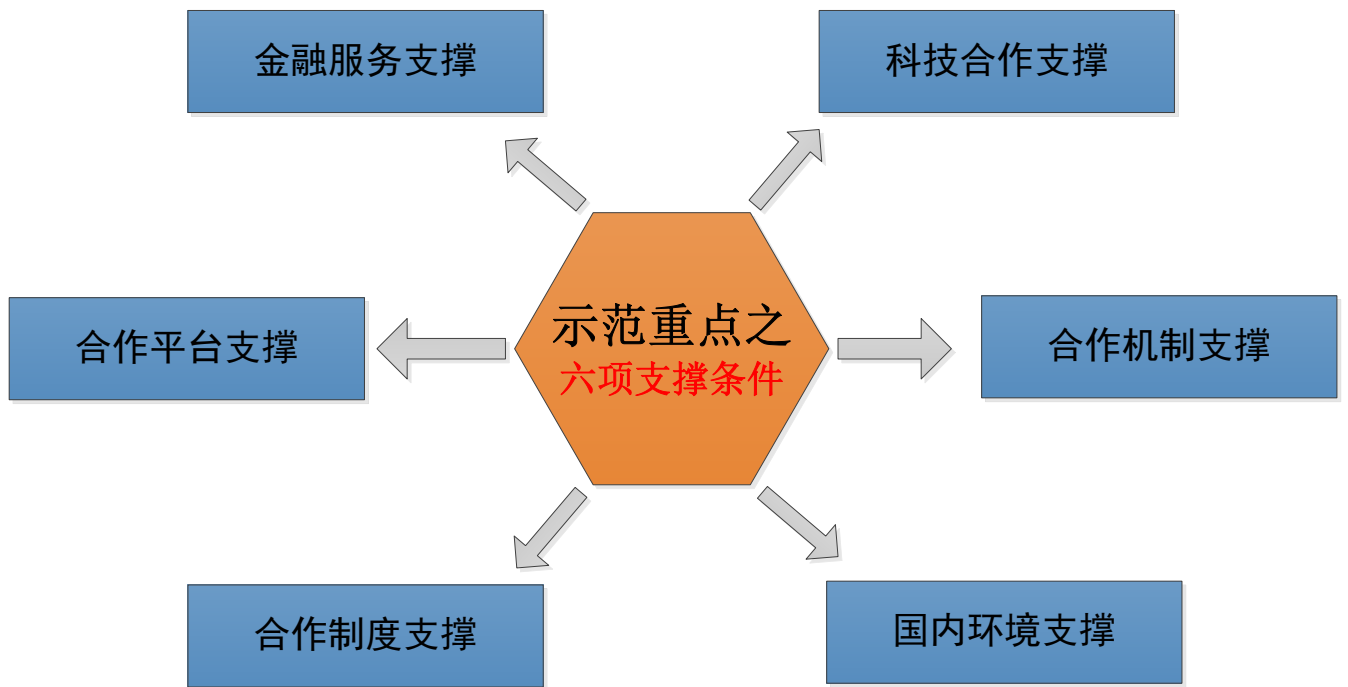 金融服务支撑
科技合作支撑
合作平台支撑
示范重点之
六项支撑条件
合作机制支撑
合作制度支撑
国内环境支撑